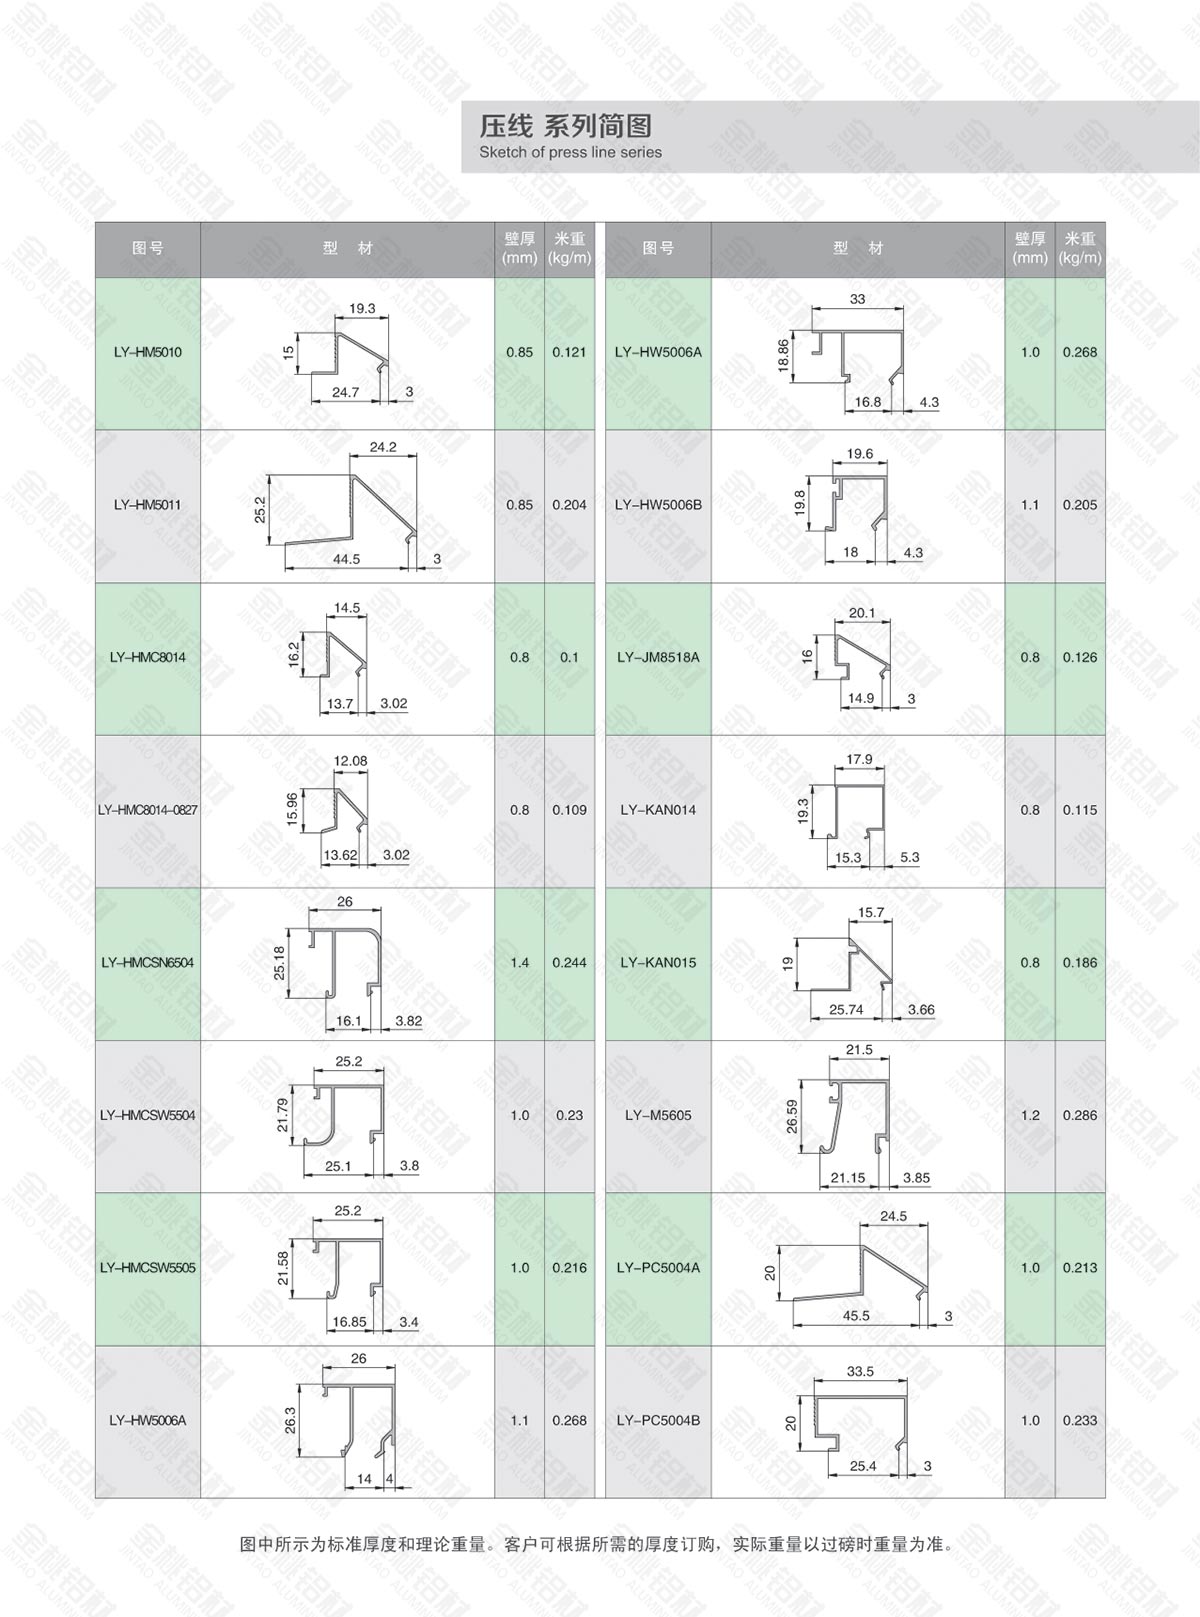 压线 系列简图
Sketch of press line series
图号 型 材 壁厚 (mm) 米重 (kg/m) 图号 型 材 壁厚 (mm) 米重 (kg/m)
19.3
15
LY-HM5010 0.85 0.121
24.7 3
33
18.86
LY-HW5006A 1.0 0.268
16.8 4.3
24.2
25.2
LY-HM5011 0.85 0.204
44.5 3
19.6
19.8
LY-HW5006B 1.1 0.205
18 4.3
14.5
16.2
LY-HMC8014 0.8 0.1
13.7 3.02
20.1
16
LY-JM8518A 0.8 0.126
14.9 3
12.08
15.96
LY-HMC8014-0827 0.8 0.109
13.62 3.02
17.9
19.3
LY-KAN014 0.8 0.115
15.3 5.3
26
25.18
LY-HMCSN6504 1.4 0.244
16.1 3.82
15.7
19
LY-KAN015 0.8 0.186
25.74 3.66
25.2
21.79
LY-HMCSW5504 1.0 0.23
25.1 3.8
21.5
26.59
LY-M5605 1.2 0.286
21.15 3.85
25.2
21.58
LY-HMCSW5505 1.0 0.216
16.85 3.4
24.5
20
LY-PC5004A 1.0 0.213
45.5 3
26
26.3
LY-HW5006A 1.1 0.268
14 4
33.5
20
LY-PC5004B 1.0 0.233
25.4 3
图中所示为标准厚度和理论重量。客户可根据所需的厚度订购，实际重量以过磅时重量为准。
金桃铝材
JINTAO ALUMINIUM